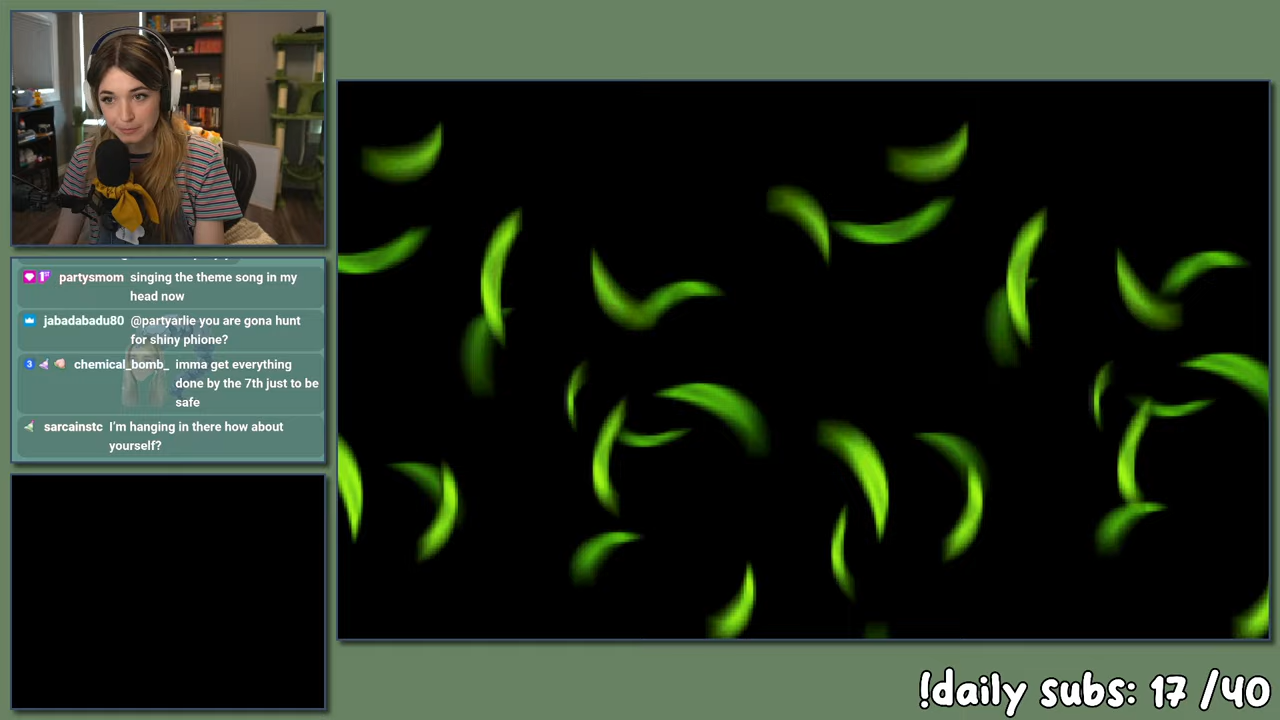 partysmom singing the theme song in my
head now
jabadabadu80 @partyarlie you are gona hunt
for shiny phione?
3 chemical_bomb_ imma get everything
done by the 7th just to be
safe
sarcainstc I'm hanging in there how about
yourself?
!daily subs: 17 /40